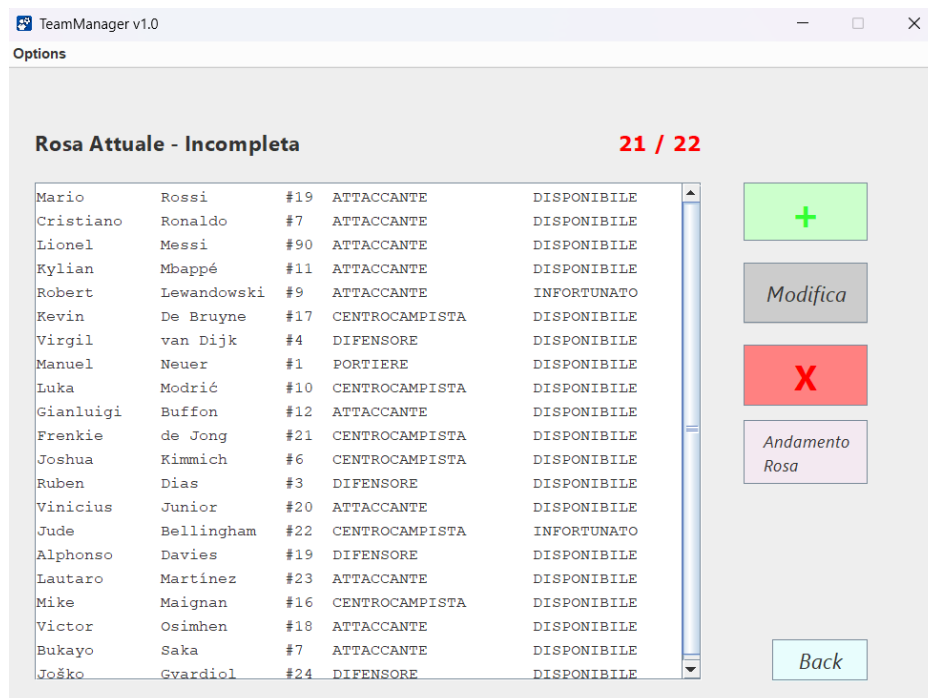 TeamManager v1.0
Options
Rosa Attuale - Incompleta 21 / 22
Mario Rossi #19 ATTACCANTE DISPONIBILE
Cristiano Ronaldo #7 ATTACCANTE DISPONIBILE
Lionel Messi #90 ATTACCANTE DISPONIBILE
Kylian Mbappé #11 ATTACCANTE DISPONIBILE
Robert Lewandowski #9 ATTACCANTE INFORTUNATO
Kevin De Bruyne #17 CENTROCAMPISTA DISPONIBILE
Virgil van Dijk #4 DIFENSORE DISPONIBILE
Manuel Neuer #1 PORTIERE DISPONIBILE
Luka Modrić #10 CENTROCAMPISTA DISPONIBILE
Gianluigi Buffon #12 ATTACCANTE DISPONIBILE
Frenkie de Jong #21 CENTROCAMPISTA DISPONIBILE
Joshua Kimmich #6 CENTROCAMPISTA DISPONIBILE
Ruben Dias #3 DIFENSORE DISPONIBILE
Vinicius Junior #20 ATTACCANTE DISPONIBILE
Jude Bellingham #22 CENTROCAMPISTA INFORTUNATO
Alphonso Davies #19 DIFENSORE DISPONIBILE
Lautaro Martínez #23 ATTACCANTE DISPONIBILE
Mike Maignan #16 CENTROCAMPISTA DISPONIBILE
Victor Osimhen #18 ATTACCANTE DISPONIBILE
Bukayo Saka #7 ATTACCANTE DISPONIBILE
Joško Gvardiol #24 DIFENSORE DISPONIBILE
+
Modifica
X
Andamento
Rosa
Back